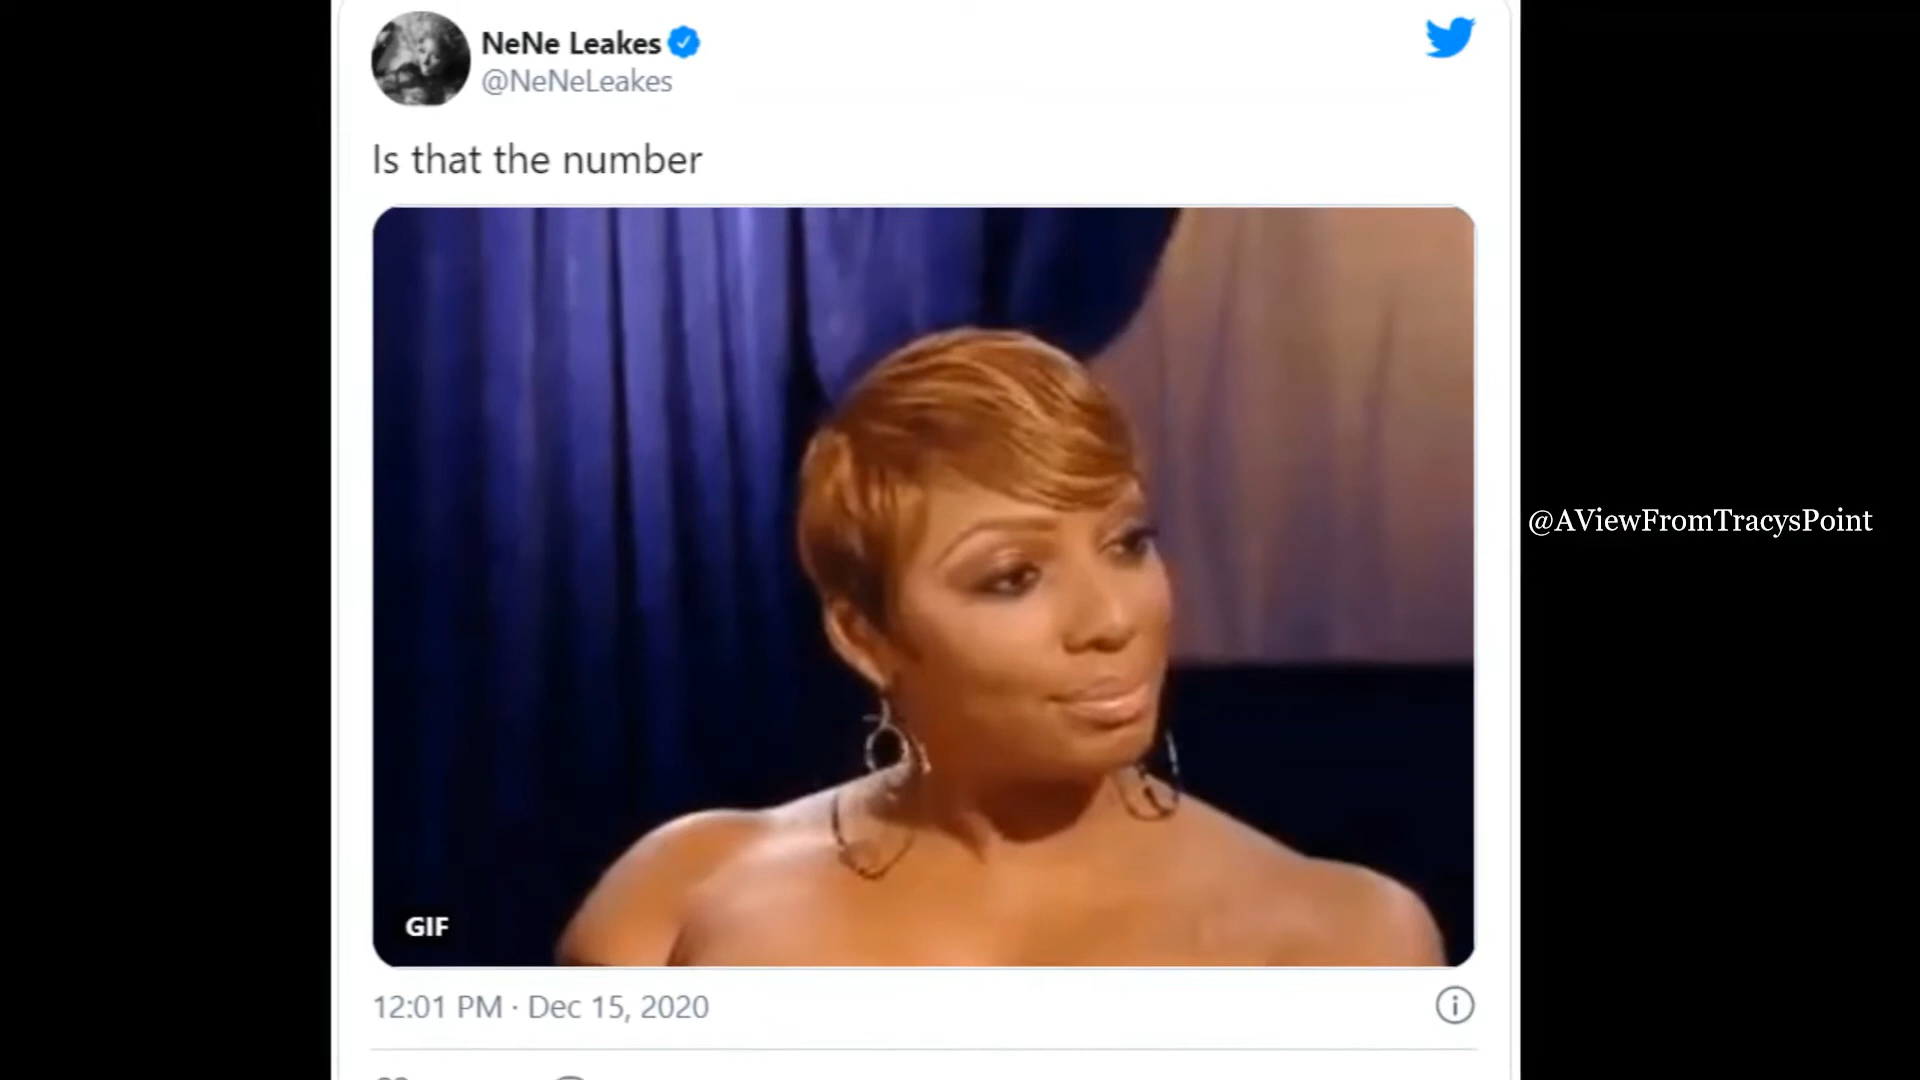 NeNe Leakes
@NeNeLeakes
Is that the number
GIF
12:01 PM · Dec 15, 2020
@AViewFromTracysPoint